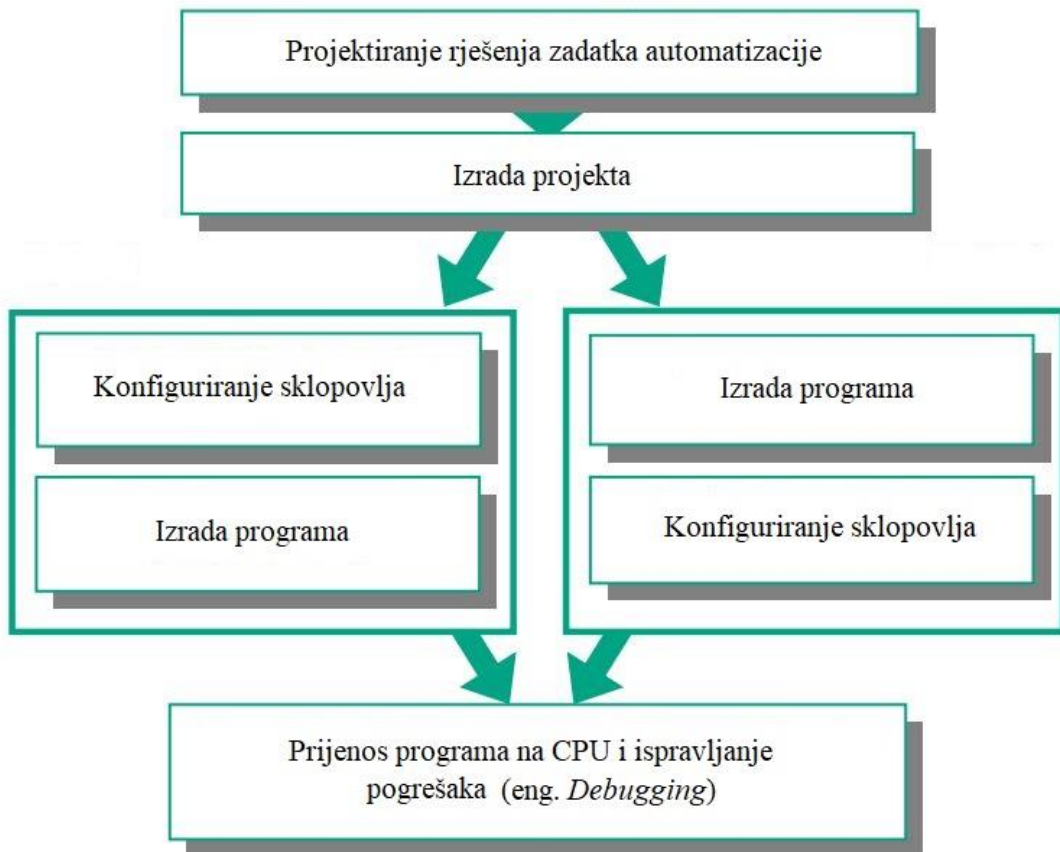 Projektiranje rješenja zadatka automatizacije
Izrada projekta
Konfiguriranje sklopovlja
Izrada programa
Izrada programa
Konfiguriranje sklopovlja
Prijenos programa na CPU i ispravljanje
pogrešaka (eng. Debugging)